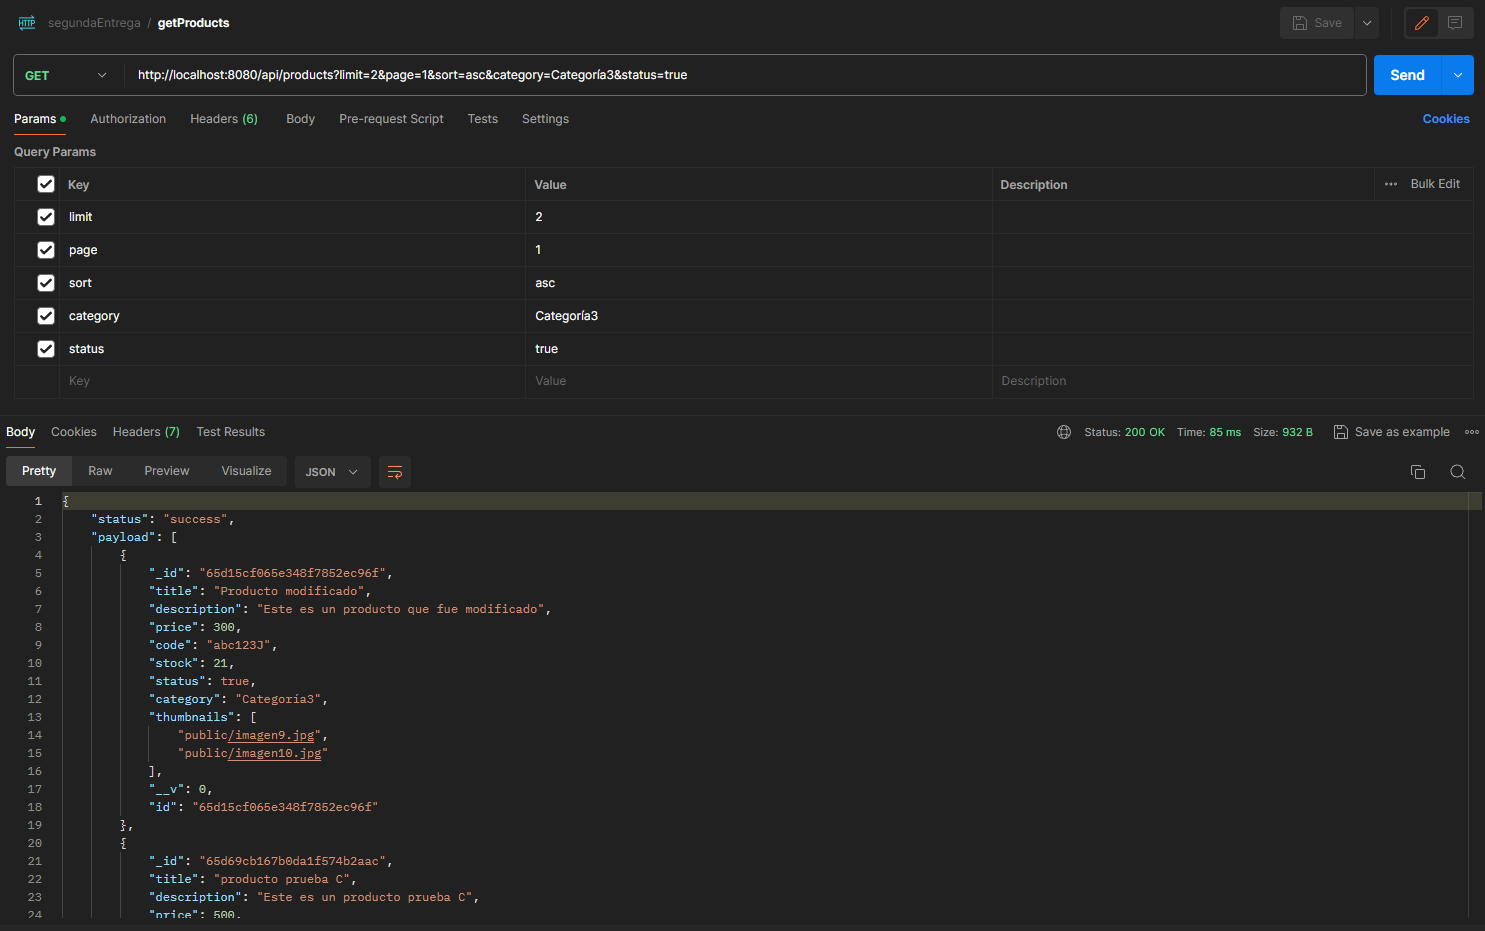 HTTP segundaEntrega / getProducts Save
GET http://localhost:8080/api/products?limit=2&page=1&sort=asc&category=Categoría3&status=true Send
Params Authorization Headers (6) Body Pre-request Script Tests Settings Cookies
Query Params
Key Value Description ••• Bulk Edit
limit 2
page 1
sort asc
category Categoría3
status true
Key Value Description
Body Cookies Headers (7) Test Results Status: 200 OK Time: 85 ms Size: 932 B Save as example
Pretty Raw Preview Visualize JSON
1 {
2 "status": "success",
3 "payload": [
4 {
5 "_id": "65d15cf065e348f7852ec96f",
6 "title": "Producto modificado",
7 "description": "Este es un producto que fue modificado",
8 "price": 300,
9 "code": "abc123J",
10 "stock": 21,
11 "status": true,
12 "category": "Categoría3",
13 "thumbnails": [
14 "public/imagen9.jpg",
15 "public/imagen10.jpg"
16 ],
17 "__v": 0,
18 "id": "65d15cf065e348f7852ec96f"
19 },
20 {
21 "_id": "65d69cb167b0da1f574b2aac",
22 "title": "producto prueba C",
23 "description": "Este es un producto prueba C",
24 "price": 500,